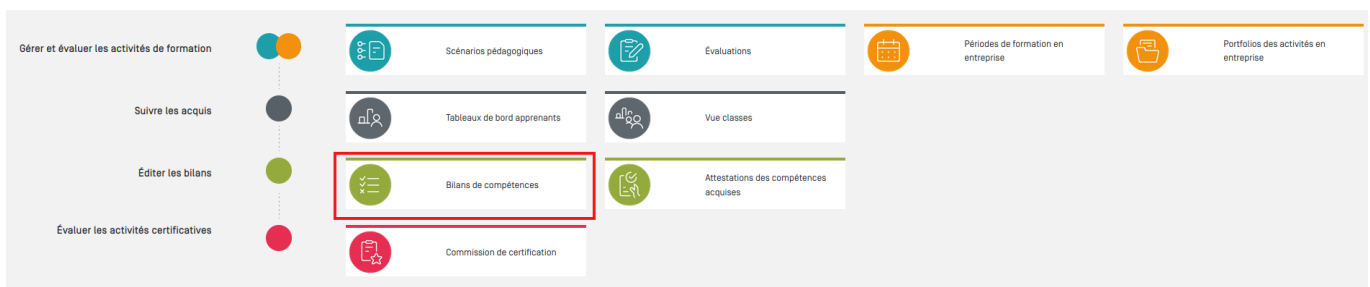 Gérer et évaluer les activités de formation
Scénarios pédagogiques
Évaluations
Périodes de formation en
entreprise
Portfolios des activités en
entreprise
Suivre les acquis
Tableaux de bord apprenants
Vue classes
Éditer les bilans
Bilans de compétences
Attestations des compétences
acquises
Évaluer les activités certificatives
Commission de certification